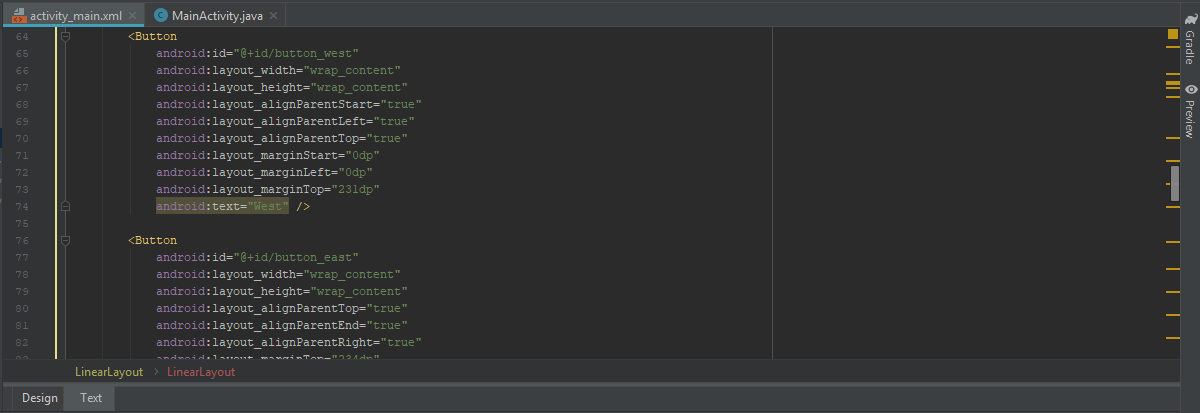 activity_main.xml
MainActivity.java
64 <Button
65 android:id="@+id/button_west"
66 android:layout_width="wrap_content"
67 android:layout_height="wrap_content"
68 android:layout_alignParentStart="true"
69 android:layout_alignParentLeft="true"
70 android:layout_alignParentTop="true"
71 android:layout_marginStart="0dp"
72 android:layout_marginLeft="0dp"
73 android:layout_marginTop="231dp"
74 android:text="West" />
75
76 <Button
77 android:id="@+id/button_east"
78 android:layout_width="wrap_content"
79 android:layout_height="wrap_content"
80 android:layout_alignParentTop="true"
81 android:layout_alignParentEnd="true"
82 android:layout_alignParentRight="true"
83 android:layout_marginTop="234dp"
LinearLayout › LinearLayout
Design Text
Gradle
Preview